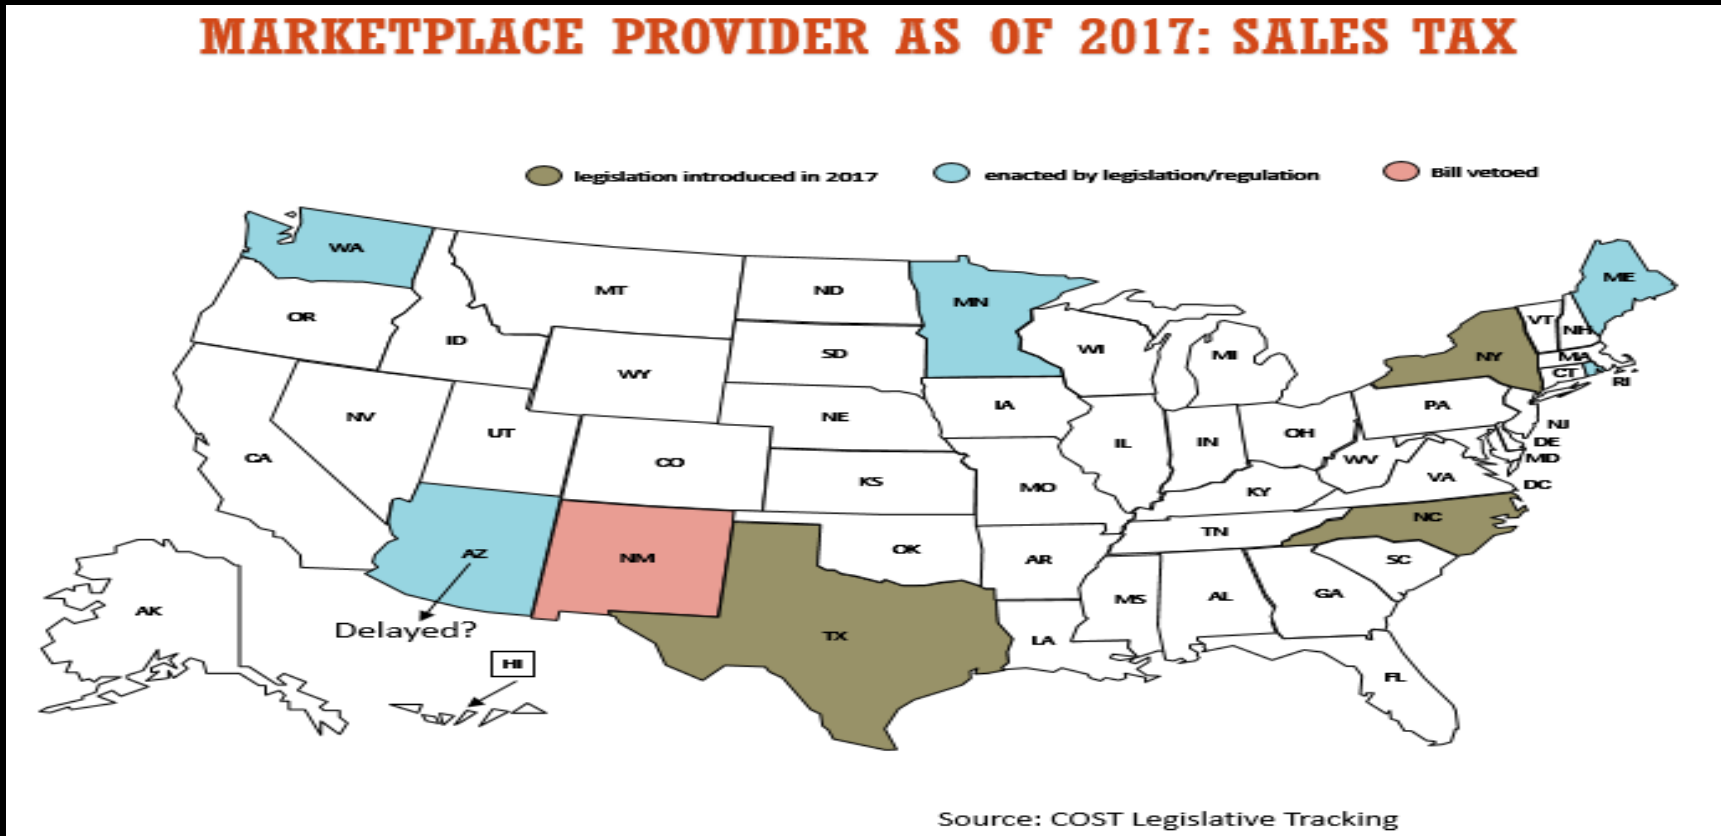 MARKETPLACE PROVIDER AS OF 2017: SALES TAX
legislation introduced in 2017
enacted by legislation/regulation
Bill vetoed
WA
MT
ND
MN
ME
OR
ID
SD
WI
MI
NY
VT
NH
MA
CT
RI
WY
NV
UT
NE
IA
PA
NJ
CA
CO
KS
MO
IL
IN
OH
WV
VA
DE
MD
DC
KY
AZ
NM
OK
AR
TN
NC
SC
AK
Delayed?
HI
TX
LA
MS
AL
GA
FL
Source: COST Legislative Tracking